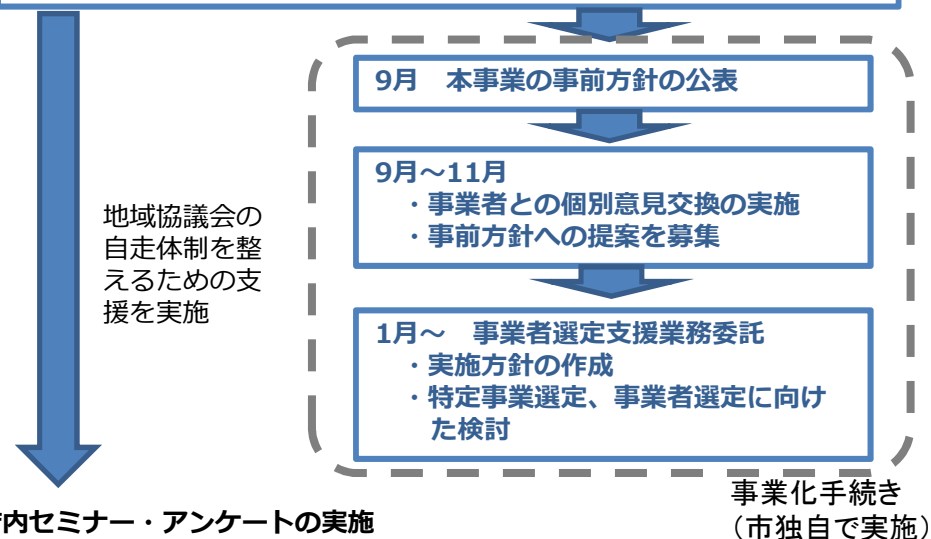 9月　本事業の事前方針の公表
9月～11月
・事業者との個別意見交換の実施
・事前方針への提案を募集
地域協議会の
自走体制を整
えるための支
援を実施
1月～　事業者選定支援業務委託
・実施方針の作成
・特定事業選定、事業者選定に向け
た検討
事業化手続き
（市独自で実施）
内セミナー・アンケートの実施